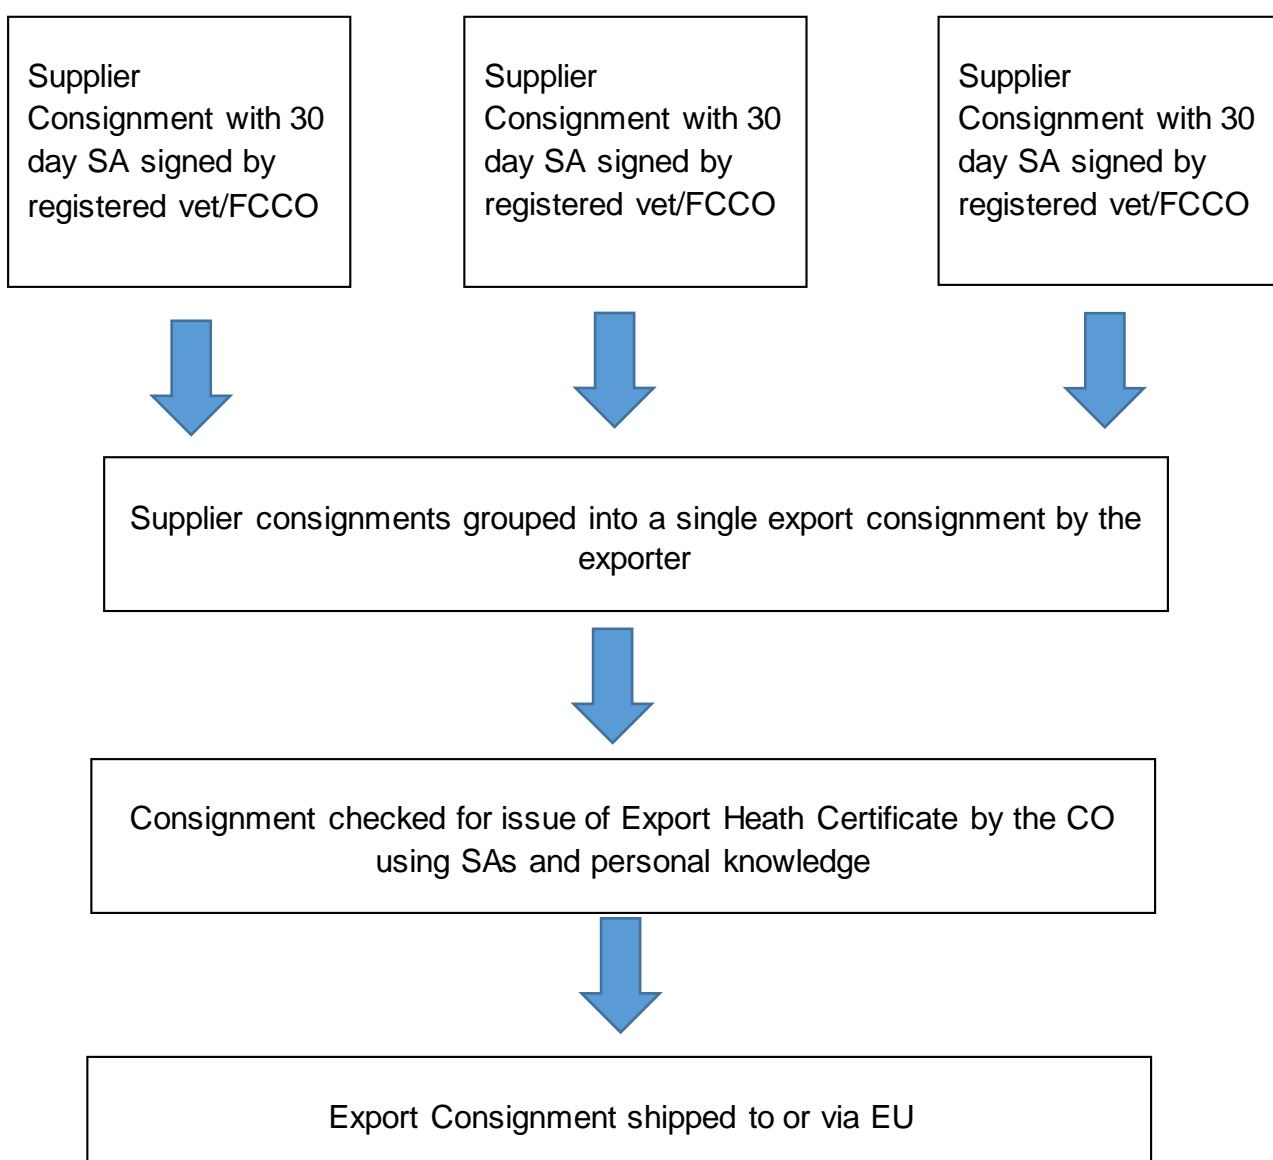 Supplier
Consignment with 30
day SA signed by
registered vet/FCCO
Supplier
Consignment with 30
day SA signed by
registered vet/FCCO
Supplier
Consignment with 30
day SA signed by
registered vet/FCCO
Supplier consignments grouped into a single export consignment by the
exporter
Consignment checked for issue of Export Heath Certificate by the CO
using SAs and personal knowledge
Export Consignment shipped to or via EU